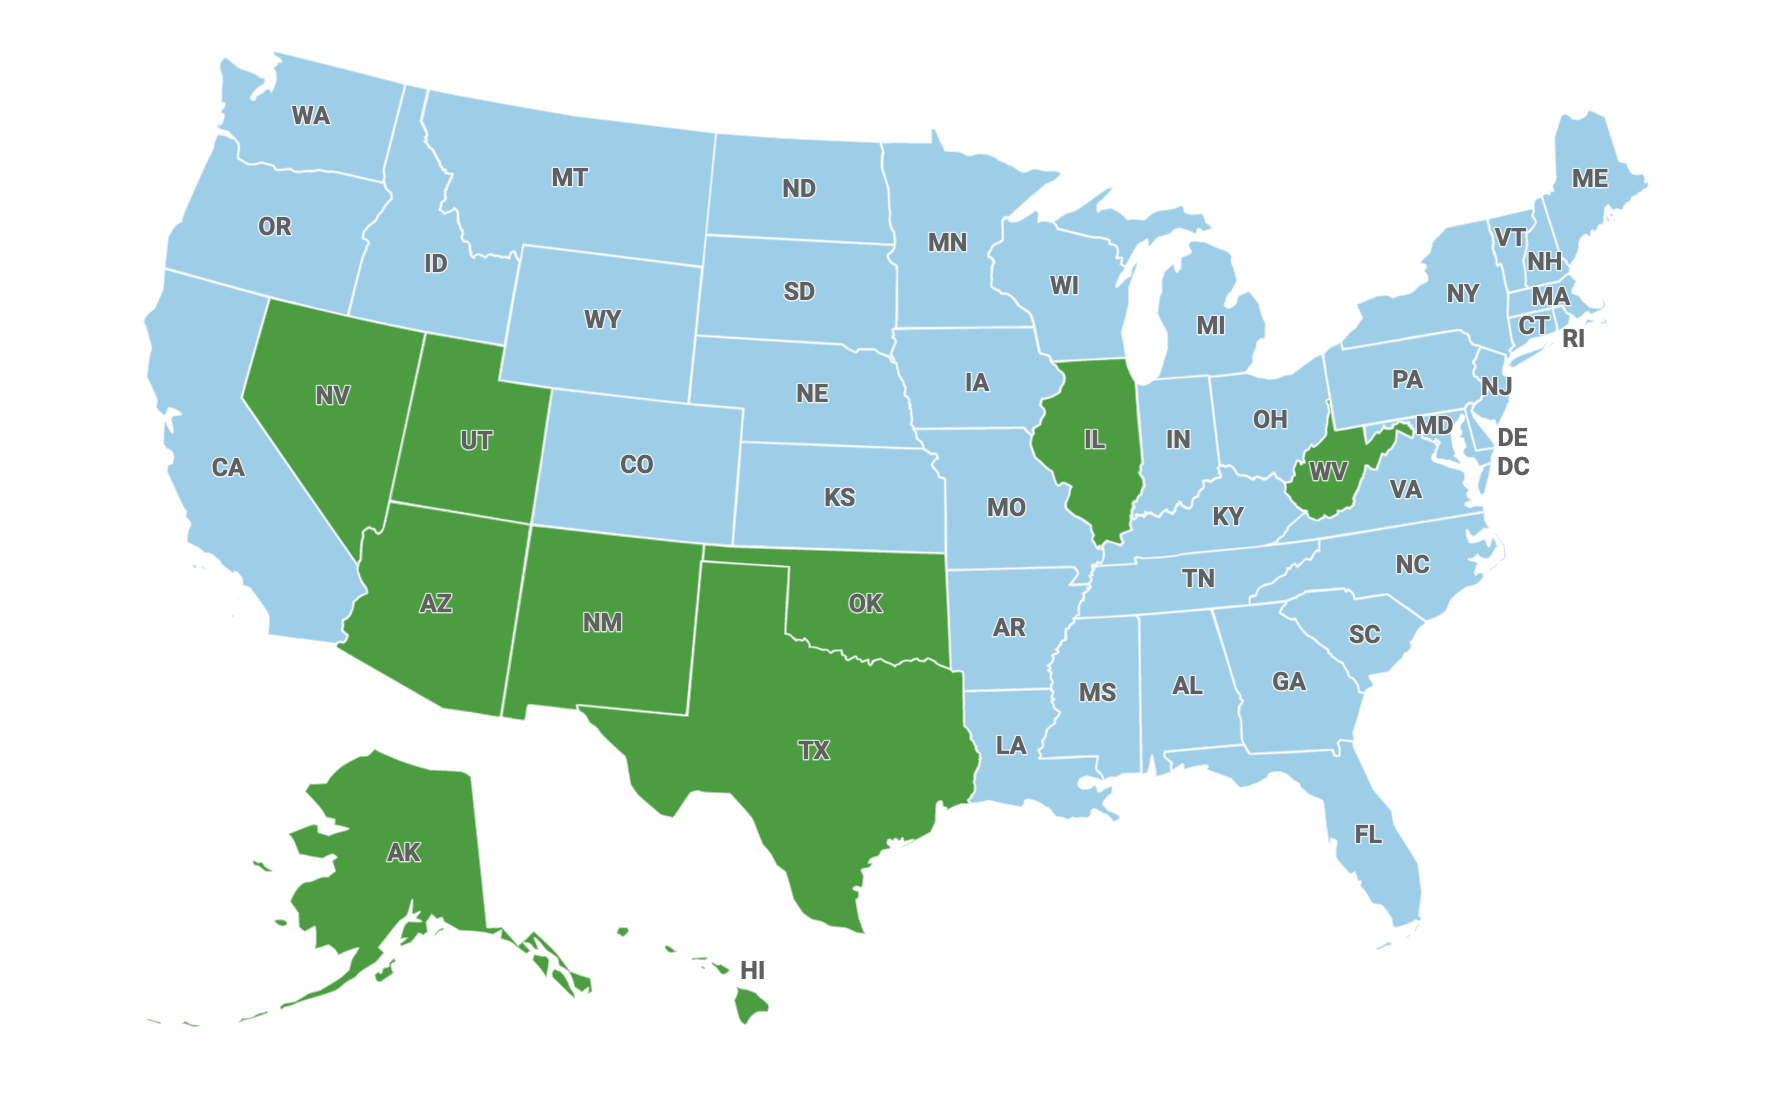 WA
MT
ND
MN
ME
OR
ID
WY
SD
WI
MI
NY
VT
NH
MA
CT
RI
NV
UT
CA
CO
NE
IA
IL
IN
OH
PA
NJ
MD
DE
DC
WV
VA
KS
MO
KY
NC
TN
AZ
NM
OK
AR
SC
MS
AL
GA
TX
LA
FL
AK
HI